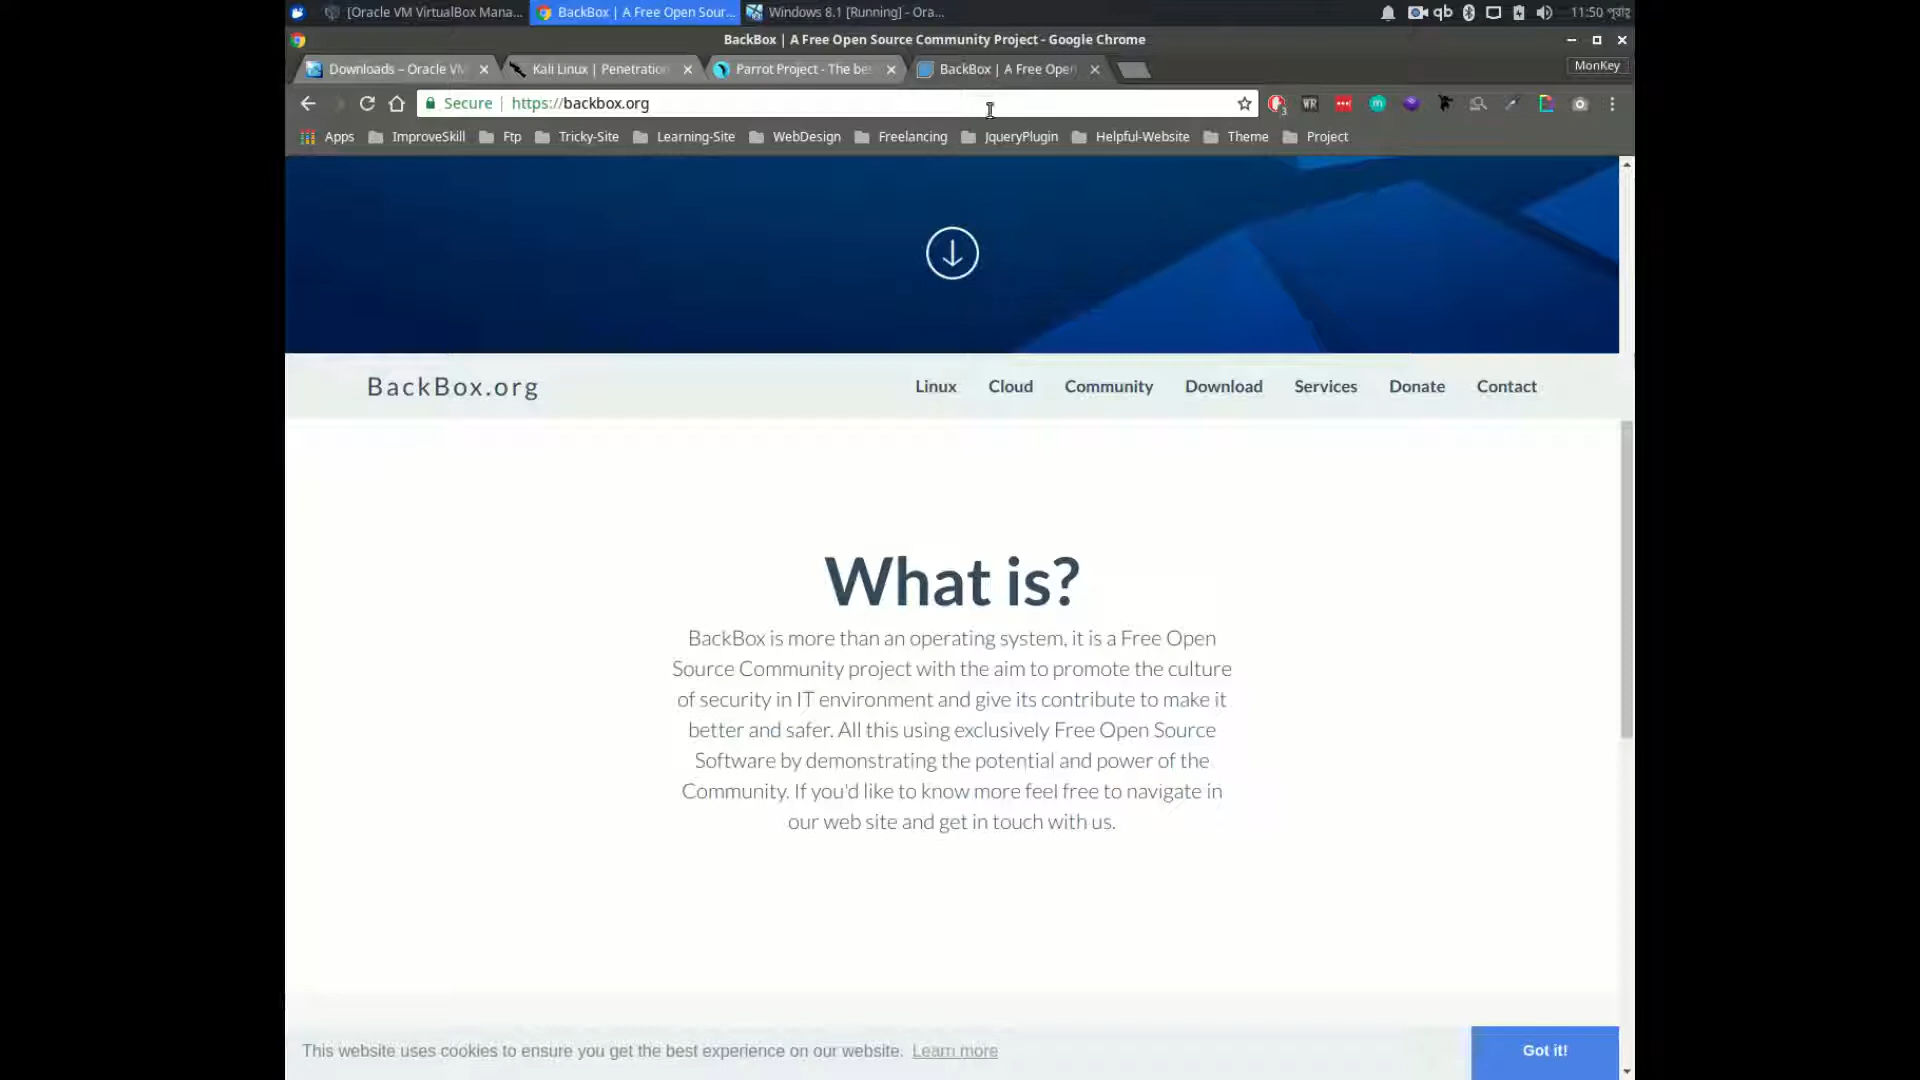 [Oracle VM VirtualBox Mana...
BackBox | A Free Open Sour...
Windows 8.1 [Running] - Ora...
qb
11:50 পূর্বাহ্ণ
BackBox | A Free Open Source Community Project - Google Chrome
Downloads – Oracle VM
Kali Linux | Penetration
Parrot Project - The be
BackBox | A Free Open
MonKey
Secure | https://backbox.org
3
WR
m
Apps
ImproveSkill
Ftp
Tricky-Site
Learning-Site
WebDesign
Freelancing
JqueryPlugin
Helpful-Website
Theme
Project
BackBox.org
Linux
Cloud
Community
Download
Services
Donate
Contact
What is?
BackBox is more than an operating system, it is a Free Open
Source Community project with the aim to promote the culture
of security in IT environment and give its contribute to make it
better and safer. All this using exclusively Free Open Source
Software by demonstrating the potential and power of the
Community. If you'd like to know more feel free to navigate in
our web site and get in touch with us.
This website uses cookies to ensure you get the best experience on our website. Learn more
Got it!